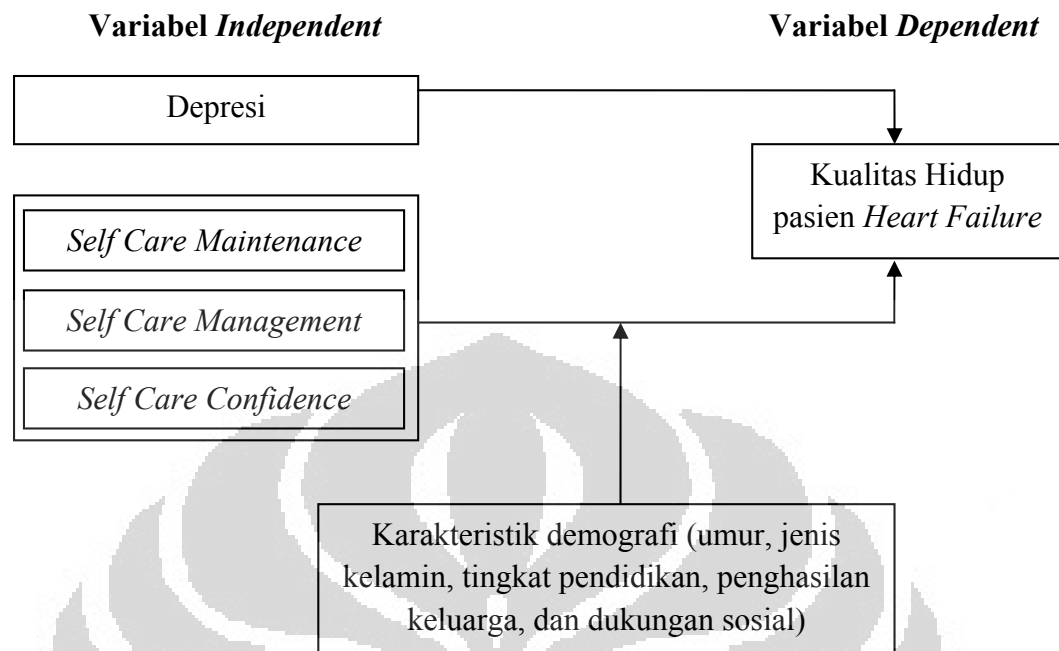 Variabel Independent
Variabel Dependent
Depresi
Kualitas Hidup
pasien Heart Failure
Self Care Maintenance
Self Care Management
Self Care Confidence
Karakteristik demografi (umur, jenis
kelamin, tingkat pendidikan, penghasilan
keluarga, dan dukungan sosial)